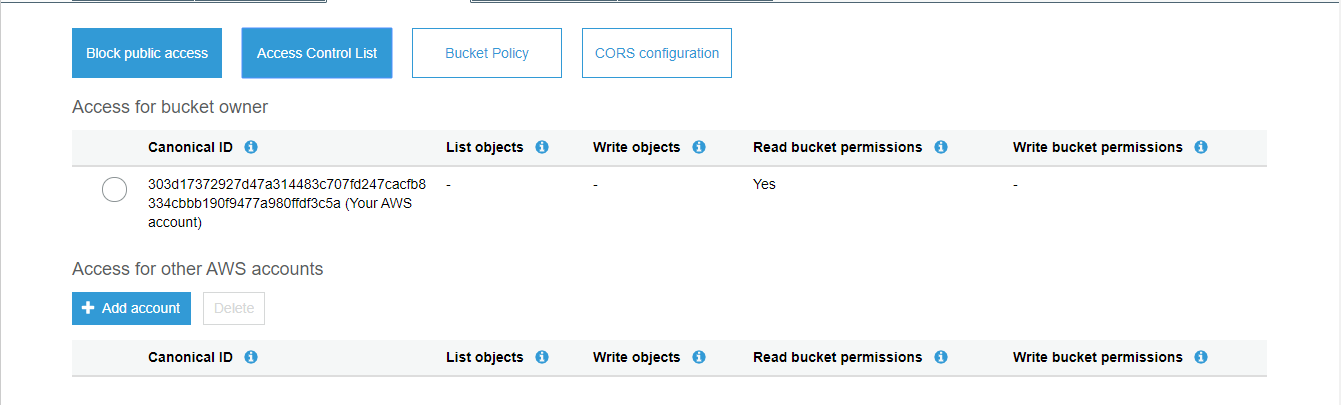 Block public access
Access Control List
Bucket Policy
CORS configuration
Access for bucket owner
Canonical ID List objects Write objects Read bucket permissions Write bucket permissions
303d17372927d47a314483c707fd247cacfb8 - - Yes -
334cbbb190f9477a980ffdf3c5a (Your AWS
account)
Access for other AWS accounts
Add account
Delete
Canonical ID List objects Write objects Read bucket permissions Write bucket permissions